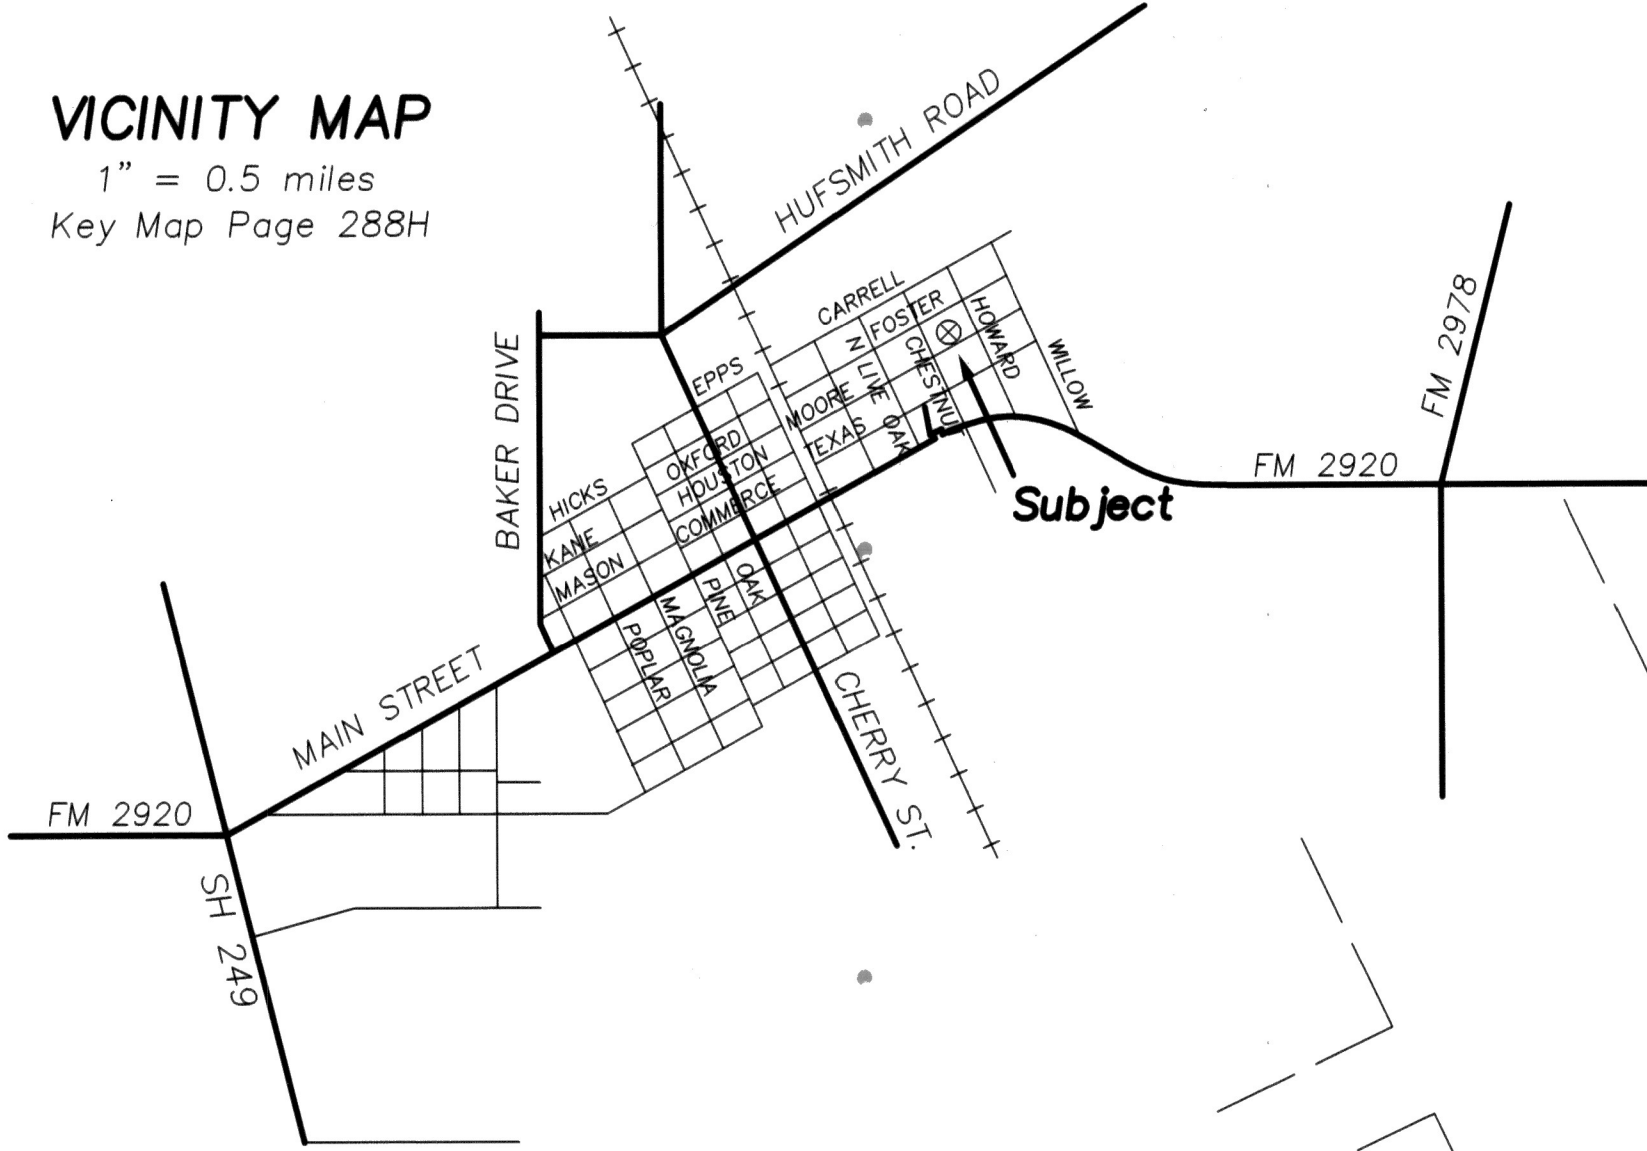 VICINITY MAP
1" = 0.5 miles
Key Map Page 288H
HUFSMITH ROAD
CARRELL
FOSTER
HOWARD
WILLOW
N LIVE OAK
CHESTNUT
MOORE
TEXAS
FM 2978
FM 2920
Subject
BAKER DRIVE
EPPS
OXFORD
HOUSTON
COMMERCE
HICKS
KANE
MASON
OAK
PINE
MAGNOLIA
POPLAR
MAIN STREET
CHERRY ST.
FM 2920
SH 249